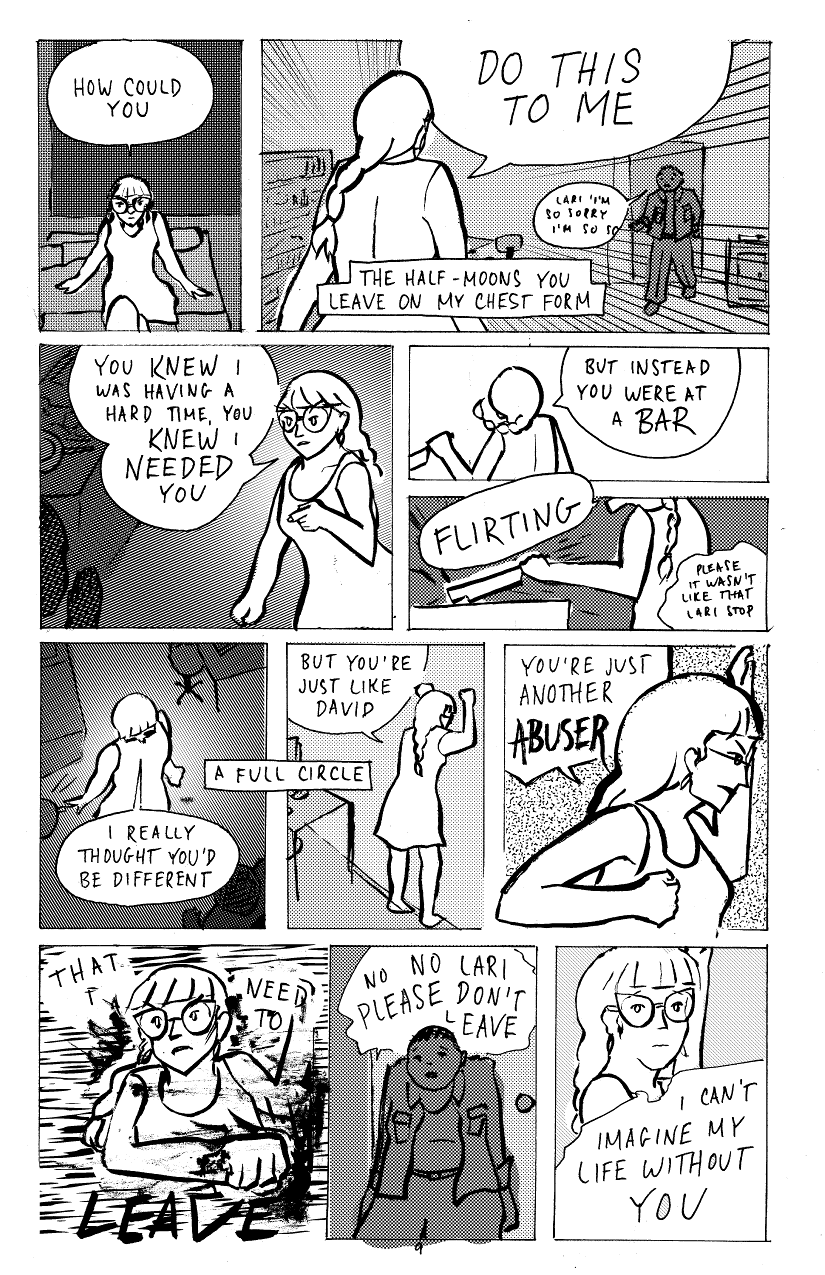 HOW COULD
YOU
DO THIS
TO ME
LARI I'M
SO SORRY
I'M SO SO
THE HALF-MOONS YOU
LEAVE ON MY CHEST FORM
YOU KNEW I
WAS HAVING A
HARD TIME, YOU
KNEW I
NEEDED
YOU
BUT INSTEAD
YOU WERE AT
A BAR
FLIRTING
PLEASE
IT WASN'T
LIKE THAT
LARI STOP
I REALLY
THOUGHT YOU'D
BE DIFFERENT
A FULL CIRCLE
BUT YOU'RE
JUST LIKE
DAVID
YOU'RE JUST
ANOTHER
ABUSER
THAT
I
NEED
TO
LEAVE
NO NO LARI
PLEASE DON'T
LEAVE
I CAN'T
IMAGINE MY
LIFE WITHOUT
YOU
9